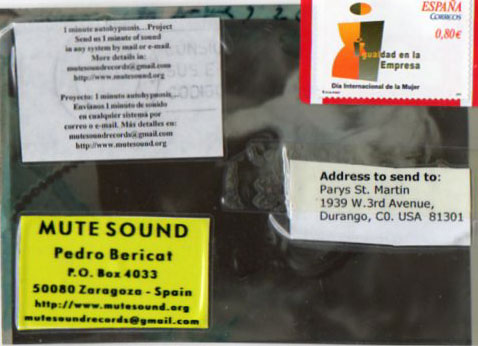 1 minute autohypnosis...Project
Send us 1 minute of sound
in any system by mail or e-mail.
More details in:
mutesoundrecords@gmail.com
http://www.mutesound.org
Proyecto: 1 minuto autohypnosis
Envianos 1 minuto de sonido
en cualquier sistema por
correo o e-mail. Más detalles en:
mutesoundrecords@gmail.com
http://www.mutesound.org
ESPAÑA
CORREOS
0,80€
Igualdad en la
Empresa
Día Internacional de la Mujer
Address to send to:
Parys St. Martin
1939 W.3rd Avenue,
Durango, C0. USA 81301
MUTE SOUND
Pedro Bericat
P.O. Box 4033
50080 Zaragoza - Spain
http://www.mutesound.org
mutesoundrecords@gmail.com